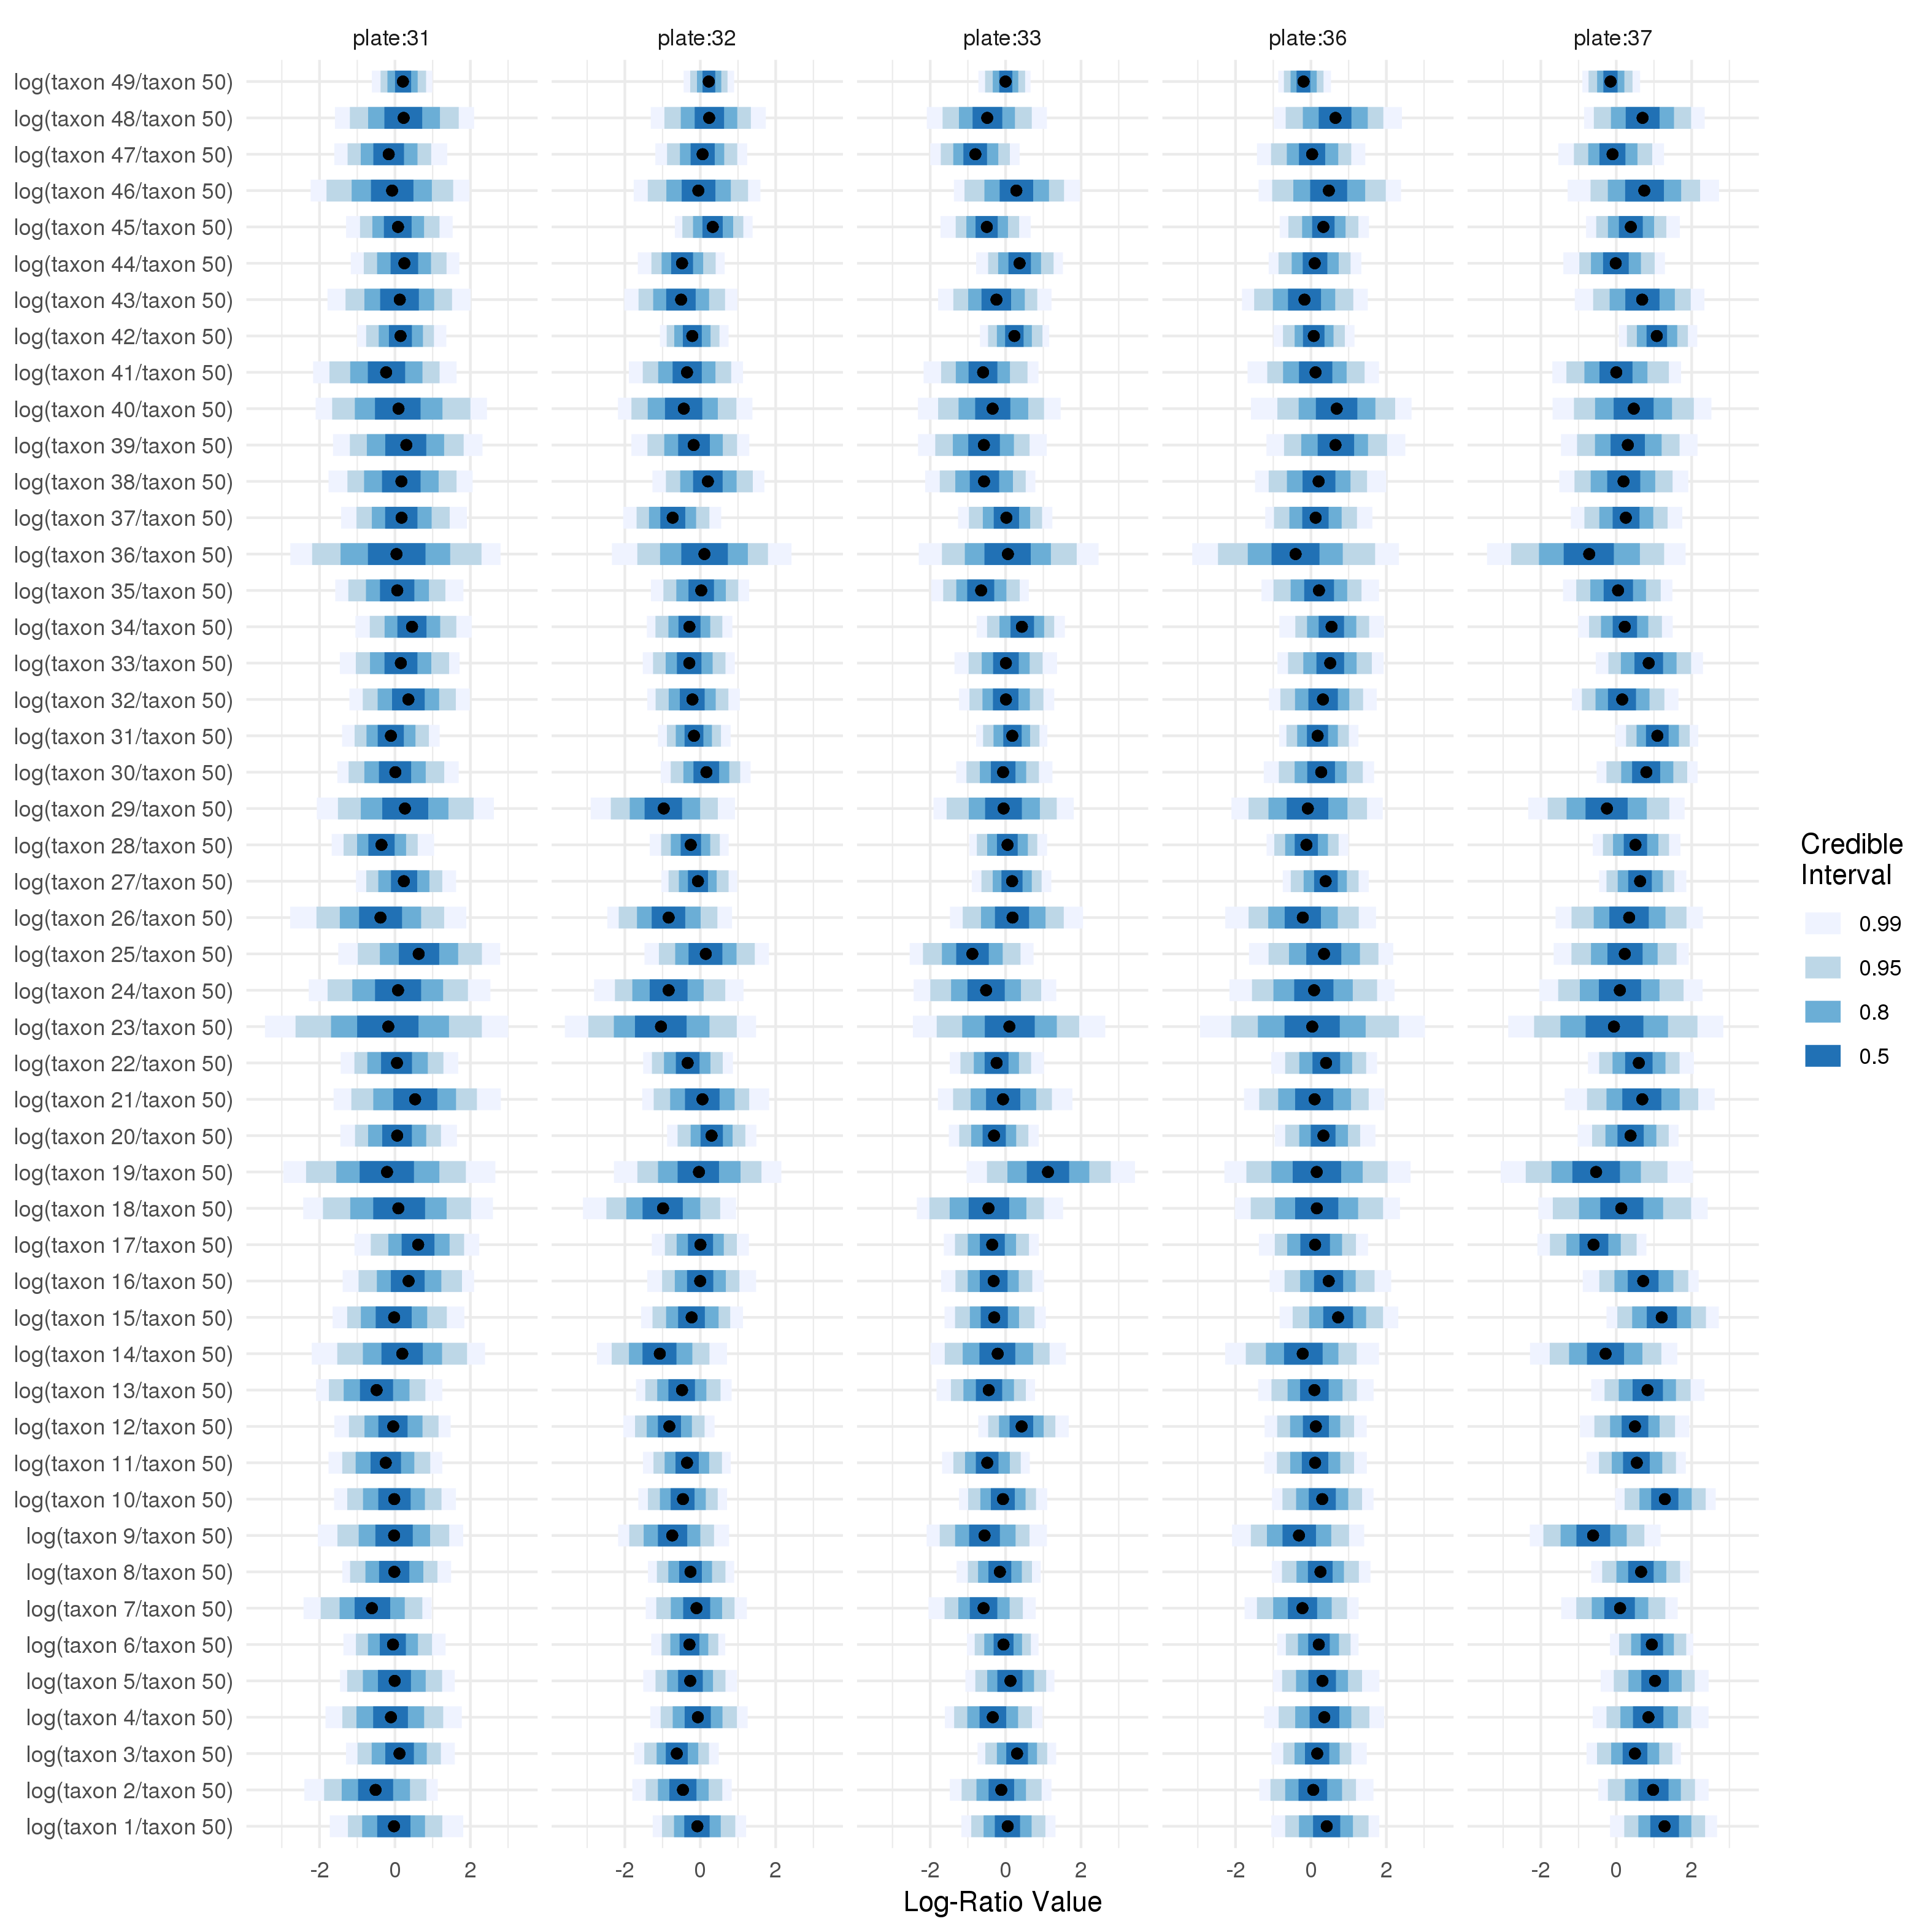 plate:31 plate:32 plate:33 plate:36 plate:37
log(taxon 49/taxon 50)
log(taxon 48/taxon 50)
log(taxon 47/taxon 50)
log(taxon 46/taxon 50)
log(taxon 45/taxon 50)
log(taxon 44/taxon 50)
log(taxon 43/taxon 50)
log(taxon 42/taxon 50)
log(taxon 41/taxon 50)
log(taxon 40/taxon 50)
log(taxon 39/taxon 50)
log(taxon 38/taxon 50)
log(taxon 37/taxon 50)
log(taxon 36/taxon 50)
log(taxon 35/taxon 50)
log(taxon 34/taxon 50)
log(taxon 33/taxon 50)
log(taxon 32/taxon 50)
log(taxon 31/taxon 50)
log(taxon 30/taxon 50)
log(taxon 29/taxon 50)
log(taxon 28/taxon 50)
log(taxon 27/taxon 50)
log(taxon 26/taxon 50)
log(taxon 25/taxon 50)
log(taxon 24/taxon 50)
log(taxon 23/taxon 50)
log(taxon 22/taxon 50)
log(taxon 21/taxon 50)
log(taxon 20/taxon 50)
log(taxon 19/taxon 50)
log(taxon 18/taxon 50)
log(taxon 17/taxon 50)
log(taxon 16/taxon 50)
log(taxon 15/taxon 50)
log(taxon 14/taxon 50)
log(taxon 13/taxon 50)
log(taxon 12/taxon 50)
log(taxon 11/taxon 50)
log(taxon 10/taxon 50)
log(taxon 9/taxon 50)
log(taxon 8/taxon 50)
log(taxon 7/taxon 50)
log(taxon 6/taxon 50)
log(taxon 5/taxon 50)
log(taxon 4/taxon 50)
log(taxon 3/taxon 50)
log(taxon 2/taxon 50)
log(taxon 1/taxon 50)
-2 0 2 -2 0 2 -2 0 2 -2 0 2 -2 0 2
Log-Ratio Value
Credible
Interval
0.99
0.95
0.8
0.5